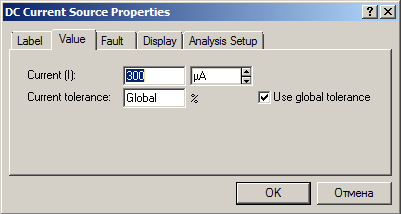 DC Current Source Properties
Label Value Fault Display Analysis Setup
Current (I): 300 µA
Current tolerance: Global % Use global tolerance
OK Отмена